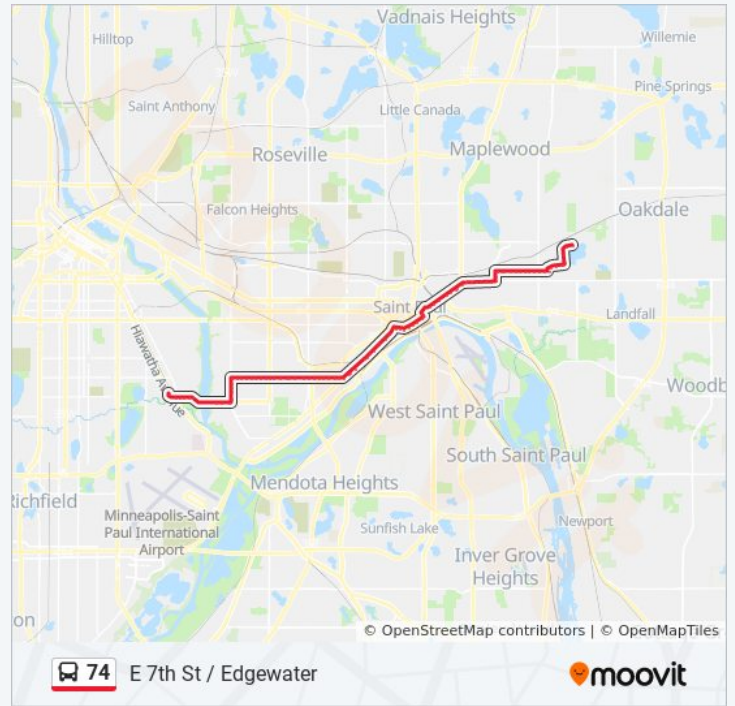 Vadnais Heights
Hilltop
Willernie
Pine Springs
Saint Anthony
Little Canada
Roseville
Maplewood
Falcon Heights
Oakdale
Saint Paul
Landfall
Hiawatha Avenue
Woodb
West Saint Paul
South Saint Paul
Richfield
Mendota Heights
Minneapolis-Saint
Paul International
Airport
Sunfish Lake
Newport
Inver Grove
Heights
on
© OpenStreetMap contributors | © OpenMapTiles
74 E 7th St / Edgewater
moovit